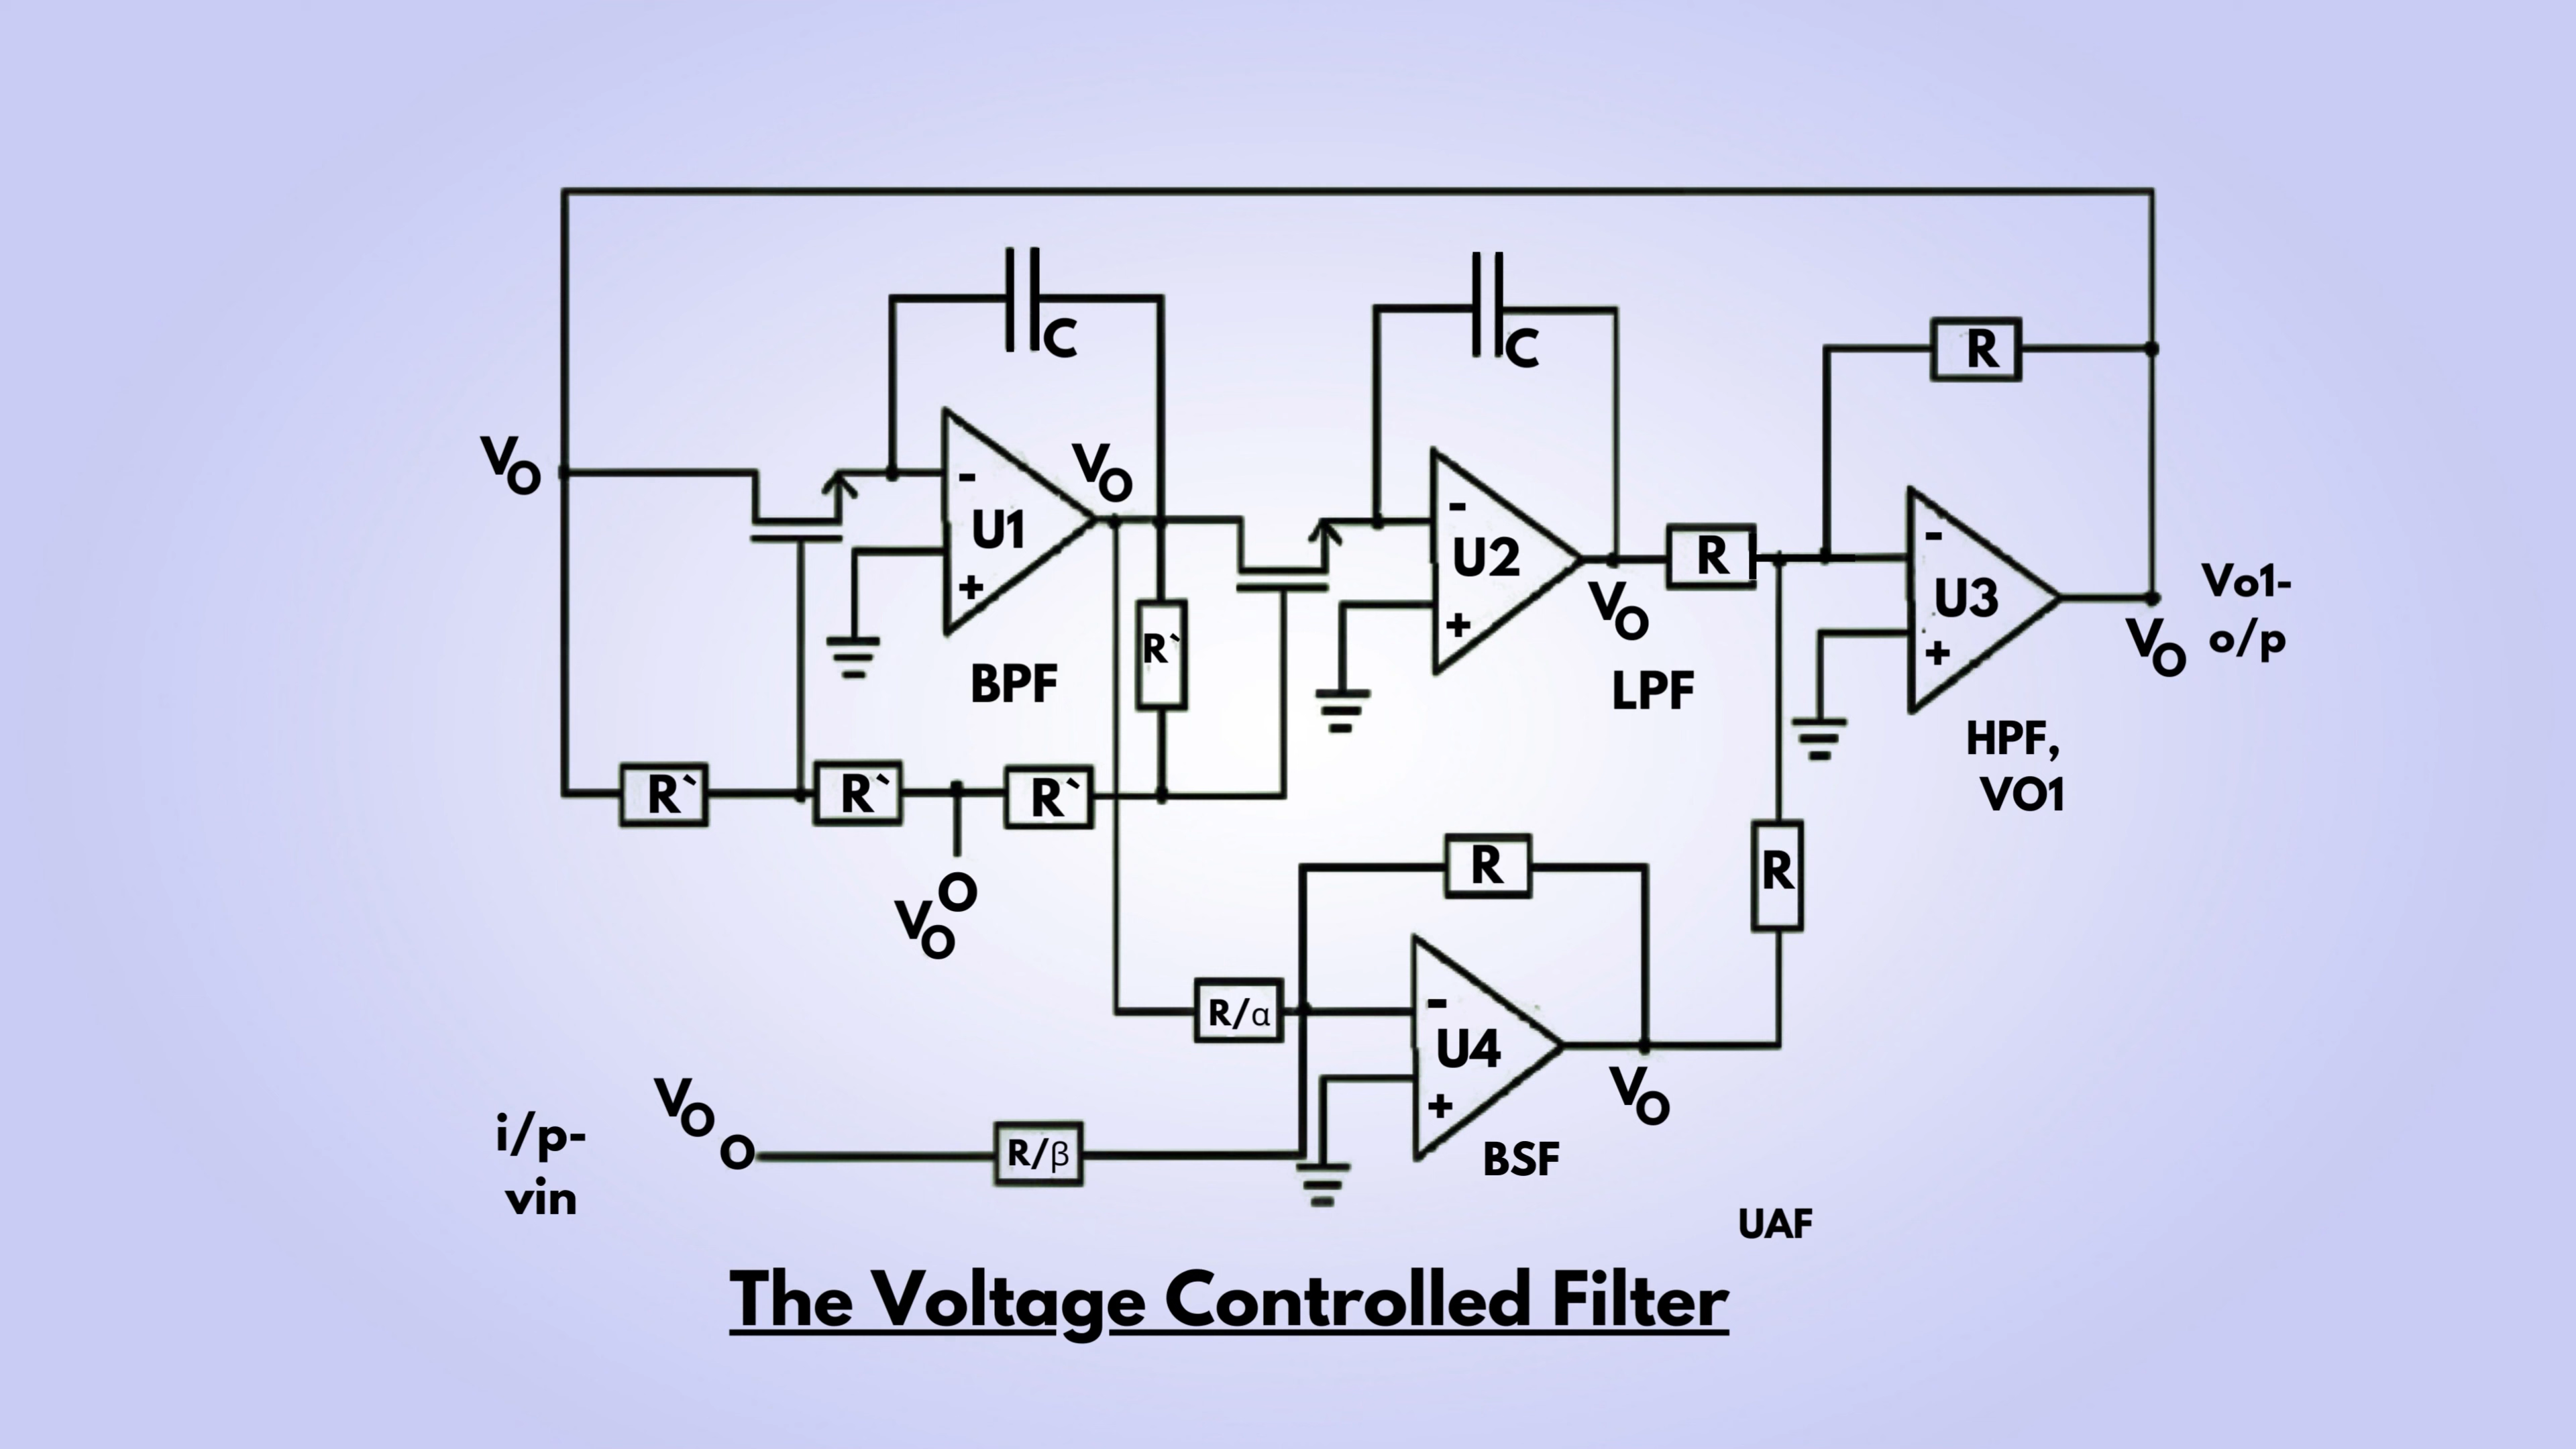 C
C
R
VO
-
U1
+
VO
-
U2
+
R
-
U3
+
Vo1-
o/p
VO
VO
R`
BPF
LPF
HPF,
VO1
R`
R`
R`
O
VO
R
R
R/α
-
U4
+
VO
BSF
i/p-
vin
VO
O
R/β
UAF
The Voltage Controlled Filter